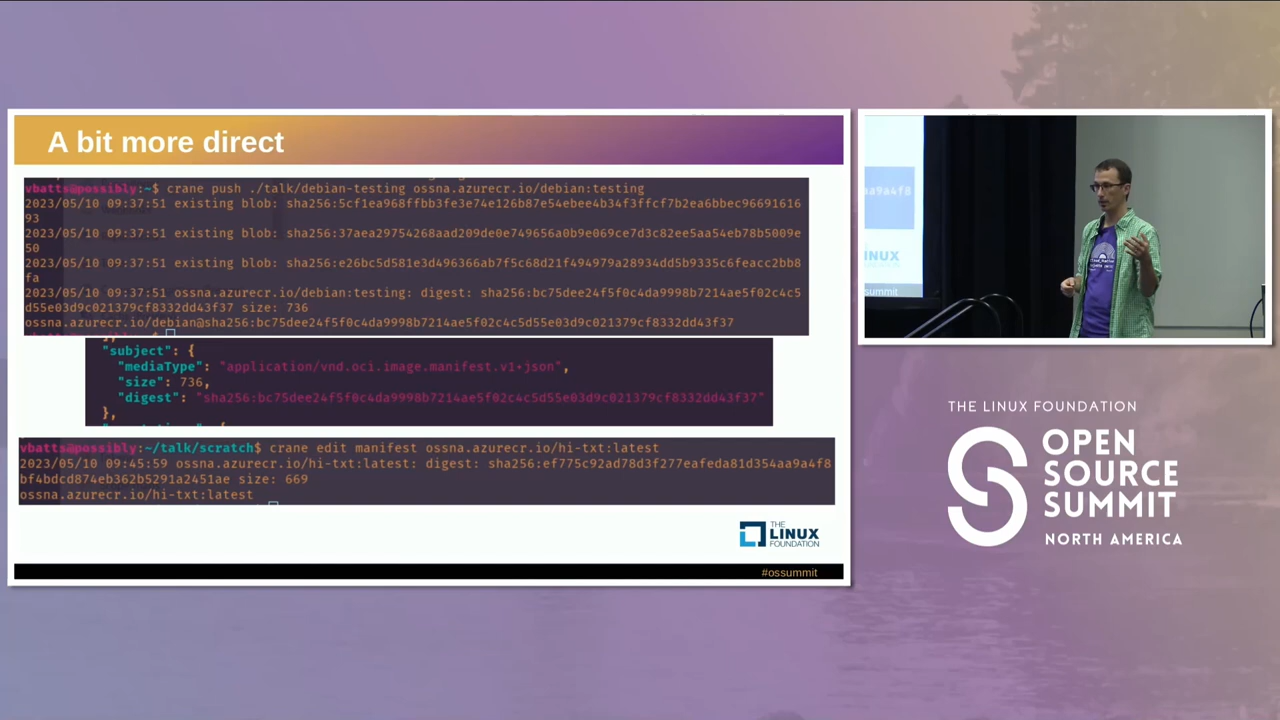 A bit more direct
vbatts@possibly:~$ crane push ./talk/debian-testing ossna.azurecr.io/debian:testing
2023/05/10 09:37:51 existing blob: sha256:5cf1ea968ffbb3fe3e74e126b87e54ebee4b34f3ffcf7b2ea6bbec96691616
93
2023/05/10 09:37:51 existing blob: sha256:37aea29754268aad209de0e749656a0b9e069ce7d3c82ee5aa54eb78b5009e
50
2023/05/10 09:37:51 existing blob: sha256:e26bc5d581e3d496366ab7f5c68d21f494979a28934dd5b9335c6feacc2bb8
fa
2023/05/10 09:37:51 ossna.azurecr.io/debian:testing: digest: sha256:bc75dee24f5f0c4da9998b7214ae5f02c4c5
d55e03d9c021379cf8332dd43f37 size: 736
ossna.azurecr.io/debian@sha256:bc75dee24f5f0c4da9998b7214ae5f02c4c5d55e03d9c021379cf8332dd43f37
"subject": {
"mediaType": "application/vnd.oci.image.manifest.v1+json",
"size": 736,
"digest": "sha256:bc75dee24f5f0c4da9998b7214ae5f02c4c5d55e03d9c021379cf8332dd43f37"
},
vbatts@possibly:~/talk/scratch$ crane edit manifest ossna.azurecr.io/hi-txt:latest
2023/05/10 09:45:59 ossna.azurecr.io/hi-txt:latest: digest: sha256:ef775c92ad78d3f277eafeda81d354aa9a4f8
bf4bdcd874eb362b5291a2451ae size: 669
ossna.azurecr.io/hi-txt:latest
THE
LINUX
FOUNDATION
#ossummit
aa9a4f8
INUX
summit
THE LINUX FOUNDATION
OPEN
SOURCE
SUMMIT
NORTH AMERICA